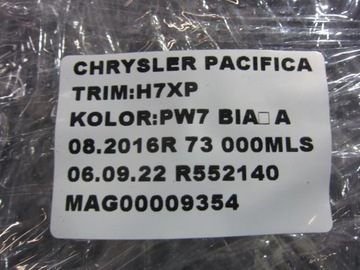 CHRYSLER PACIFICA
TRIM:H7XP
KOLOR:PW7 BIA□A
08.2016R 73 000MLS
06.09.22 R552140
MAG00009354